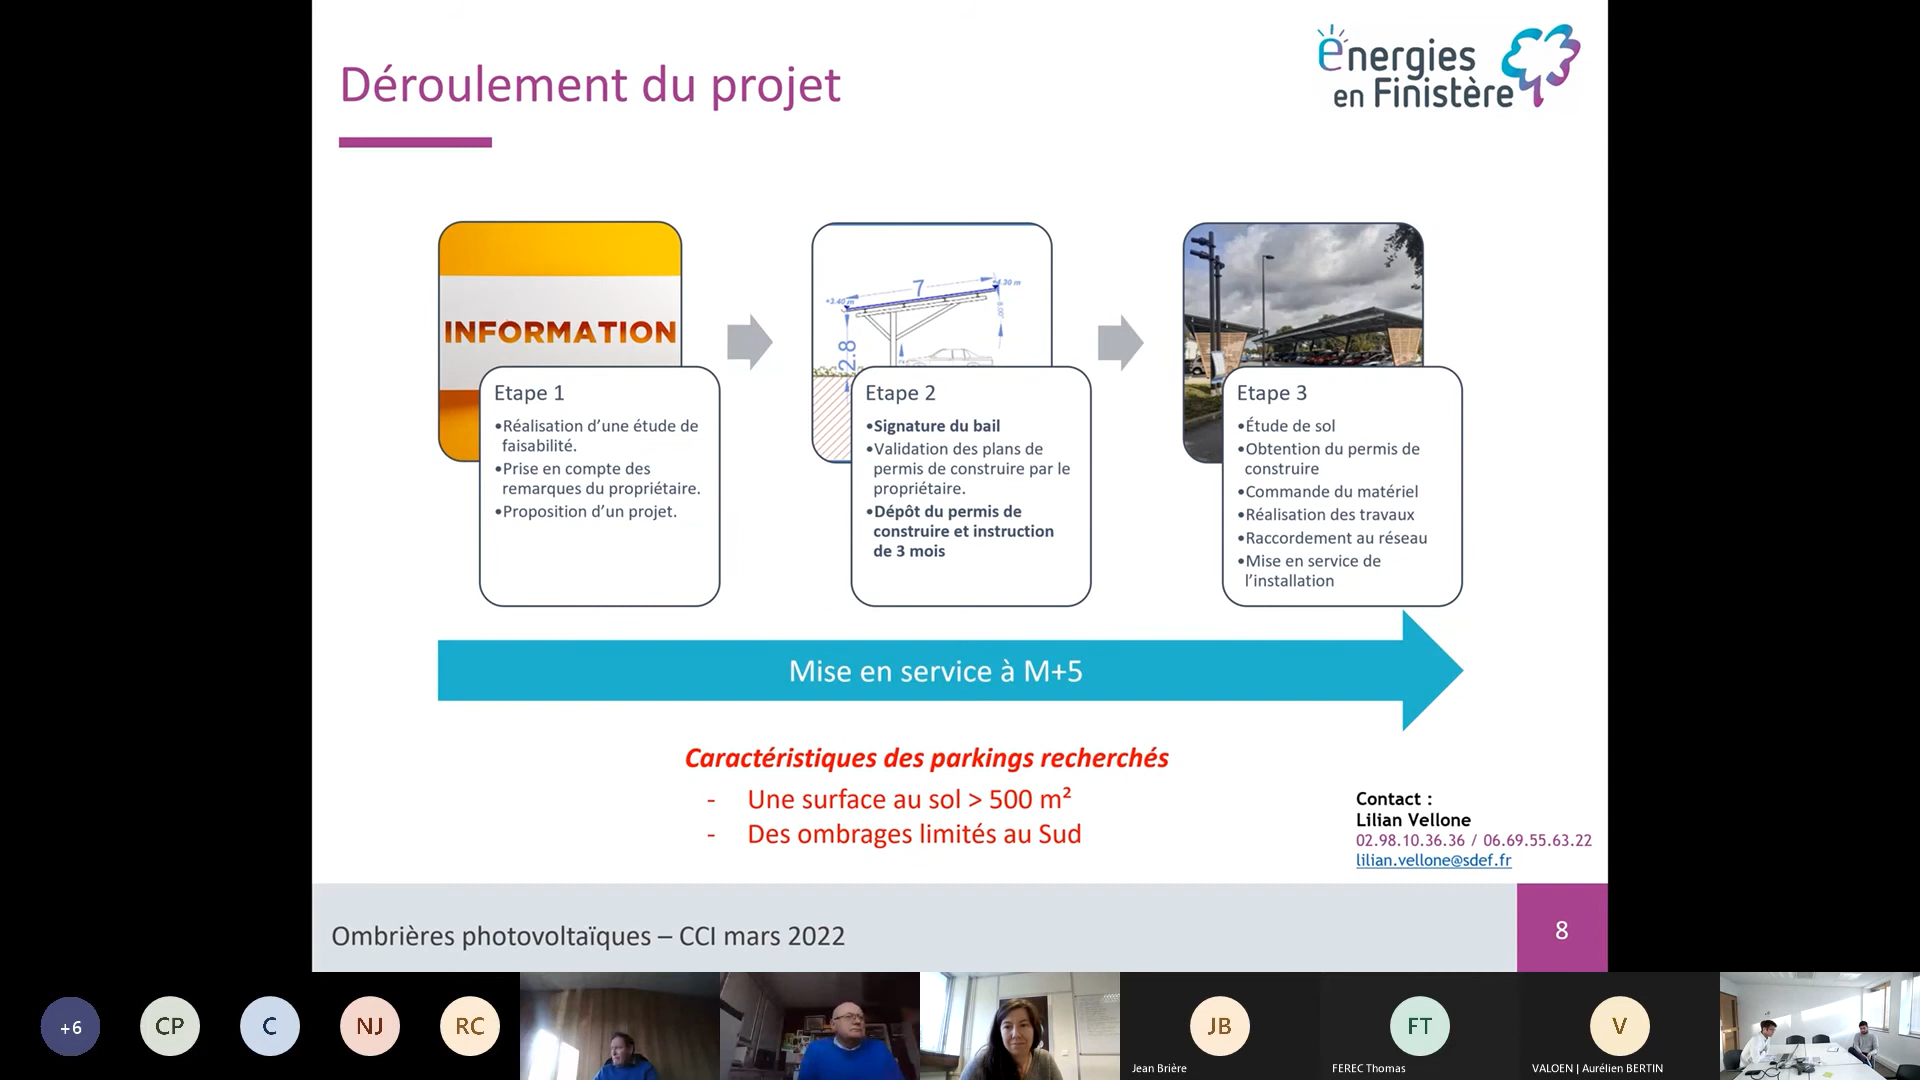 Déroulement du projet
énergies
en Finistère
INFORMATION
7
+3.40 m
2.8
Etape 1
•Réalisation d'une étude de
faisabilité.
•Prise en compte des
remarques du propriétaire.
•Proposition d'un projet.
Etape 2
•Signature du bail
•Validation des plans de
permis de construire par le
propriétaire.
•Dépôt du permis de
construire et instruction
de 3 mois
Etape 3
•Étude de sol
•Obtention du permis de
construire
•Commande du matériel
•Réalisation des travaux
•Raccordement au réseau
•Mise en service de
l'installation
Mise en service à M+5
Caractéristiques des parkings recherchés
- Une surface au sol > 500 m²
- Des ombrages limités au Sud
Contact :
Lilian Vellone
02.98.10.36.36 / 06.69.55.63.22
lilian.vellone@sdef.fr
Ombrières photovoltaïques – CCI mars 2022
8
+6
CP
C
NJ
RC
JB
Jean Brière
FT
FEREC Thomas
V
VALOEN | Aurélien BERTIN